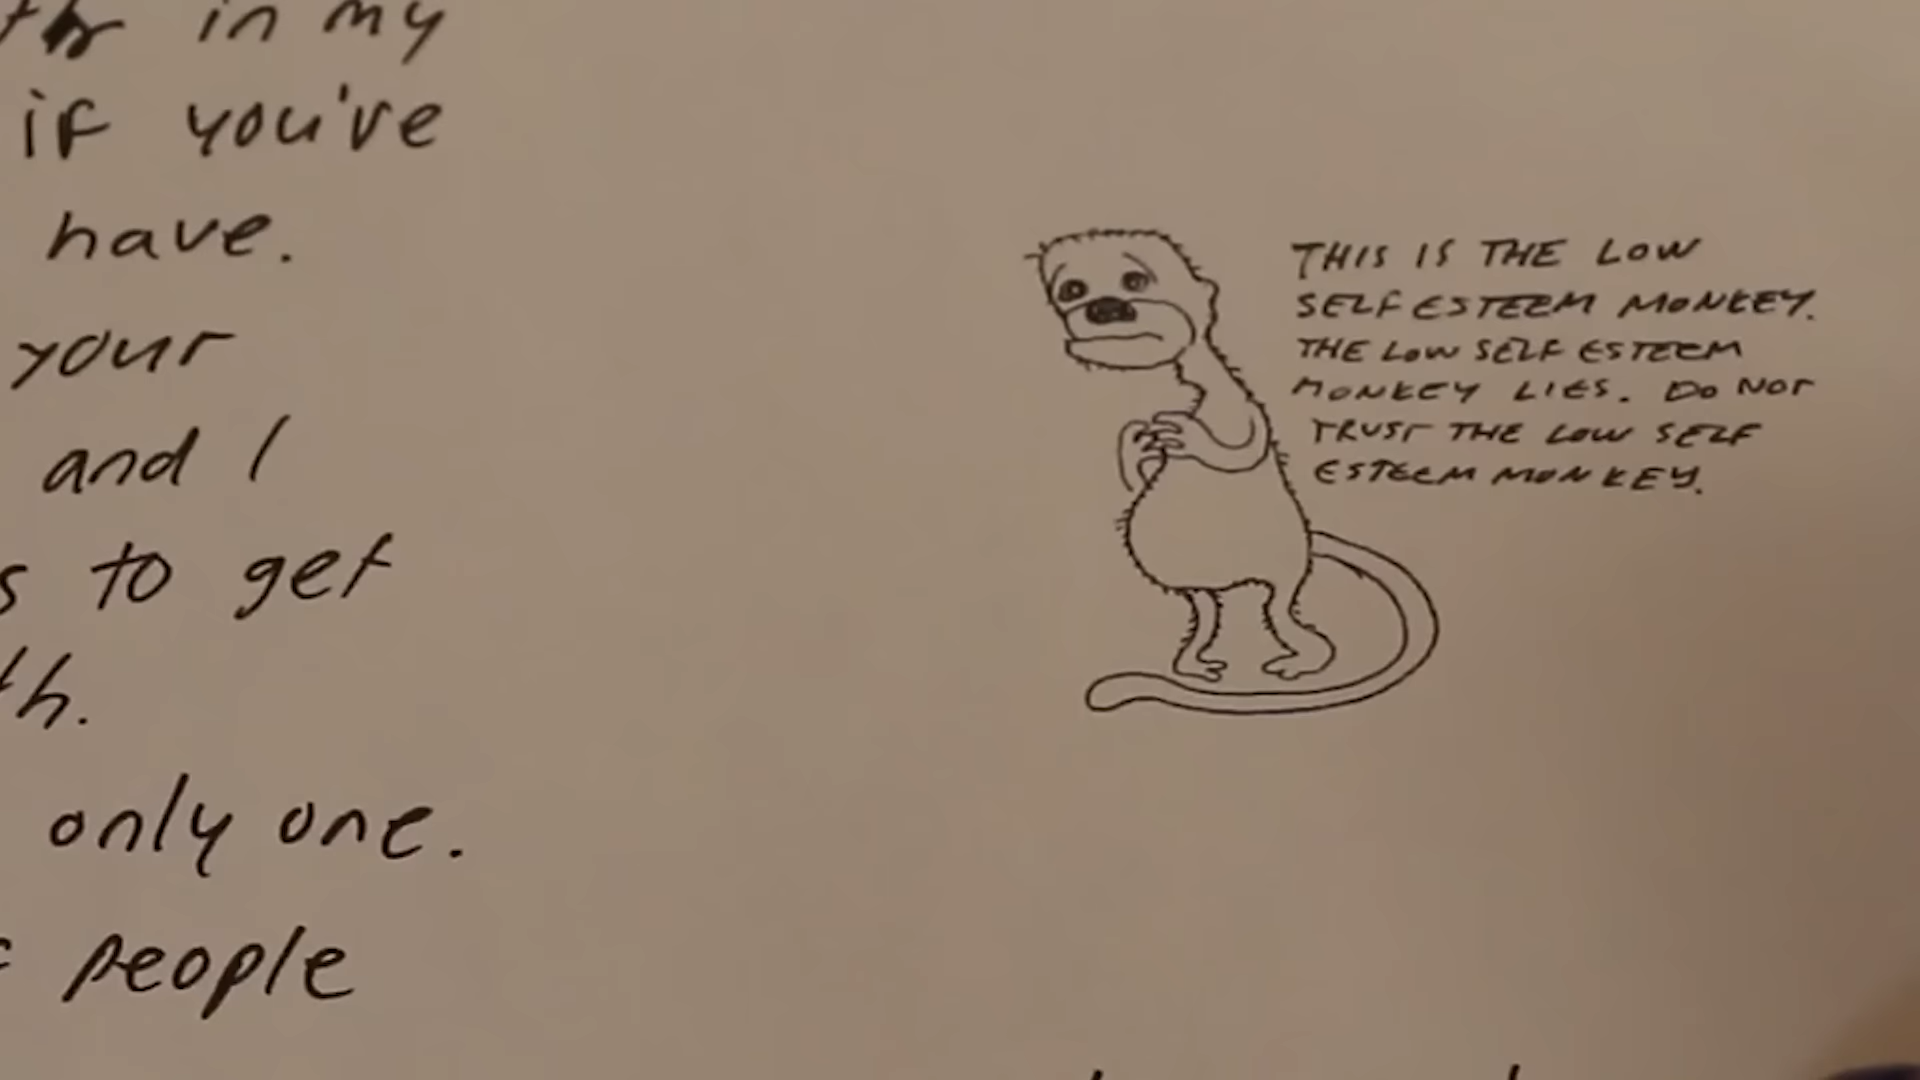 in my
if you've
have.
your
and I
to get
only one.
people
THIS IS THE LOW
SELF ESTEEM MONKEY.
THE LOW SELF ESTEEM
MONKEY LIES. DO NOT
TRUST THE LOW SELF
ESTEEM MONKEY.